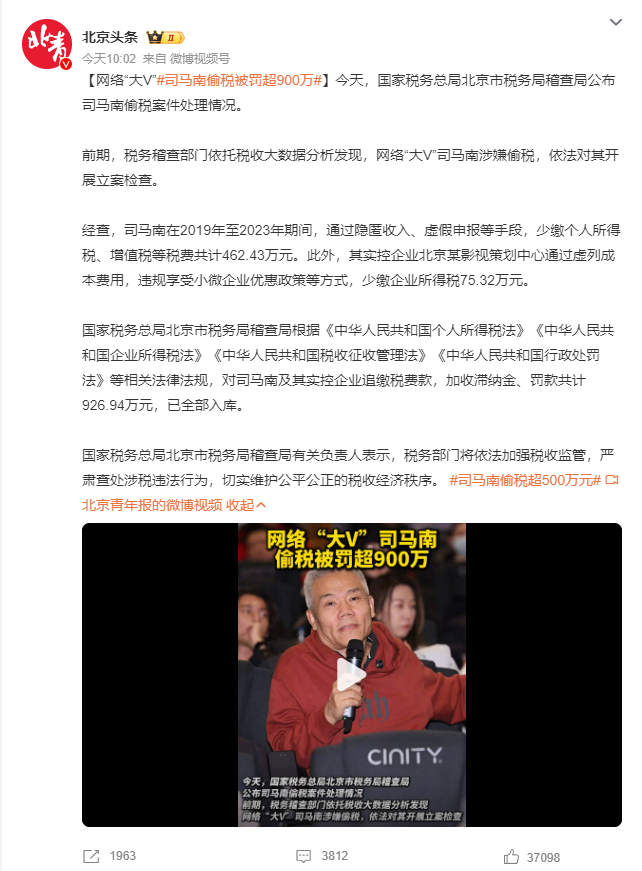 北青
北京头条 II
今天10:02 来自 微博视频号
【网络“大V”#司马南偷税被罚超900万#】今天，国家税务总局北京市税务局稽查局公布
司马南偷税案件处理情况。
前期，税务稽查部门依托税收大数据分析发现，网络“大V”司马南涉嫌偷税，依法对其开
展立案检查。
经查，司马南在2019年至2023年期间，通过隐匿收入、虚假申报等手段，少缴个人所得
税、增值税等税费共计462.43万元。此外，其实控企业北京某影视策划中心通过虚列成
本费用，违规享受小微企业优惠政策等方式，少缴企业所得税75.32万元。
国家税务总局北京市税务局稽查局根据《中华人民共和国个人所得税法》《中华人民共
和国企业所得税法》《中华人民共和国税收征收管理法》《中华人民共和国行政处罚
法》等相关法律法规，对司马南及其实控企业追缴税费款，加收滞纳金、罚款共计
926.94万元，已全部入库。
国家税务总局北京市税务局稽查局有关负责人表示，税务部门将依法加强税收监管，严
肃查处涉税违法行为，切实维护公平公正的税收经济秩序。 #司马南偷税超500万元#
北京青年报的微博视频 收起
网络“大V”司马南
偷税被罚超900万
CINITY
今天，国家税务总局北京市税务局稽查局
公布司马南偷税案件处理情况
前期，税务稽查部门依托税收大数据分析发现
网络“大V”司马南涉嫌偷税，依法对其开展立案检查
1963 3812 37098